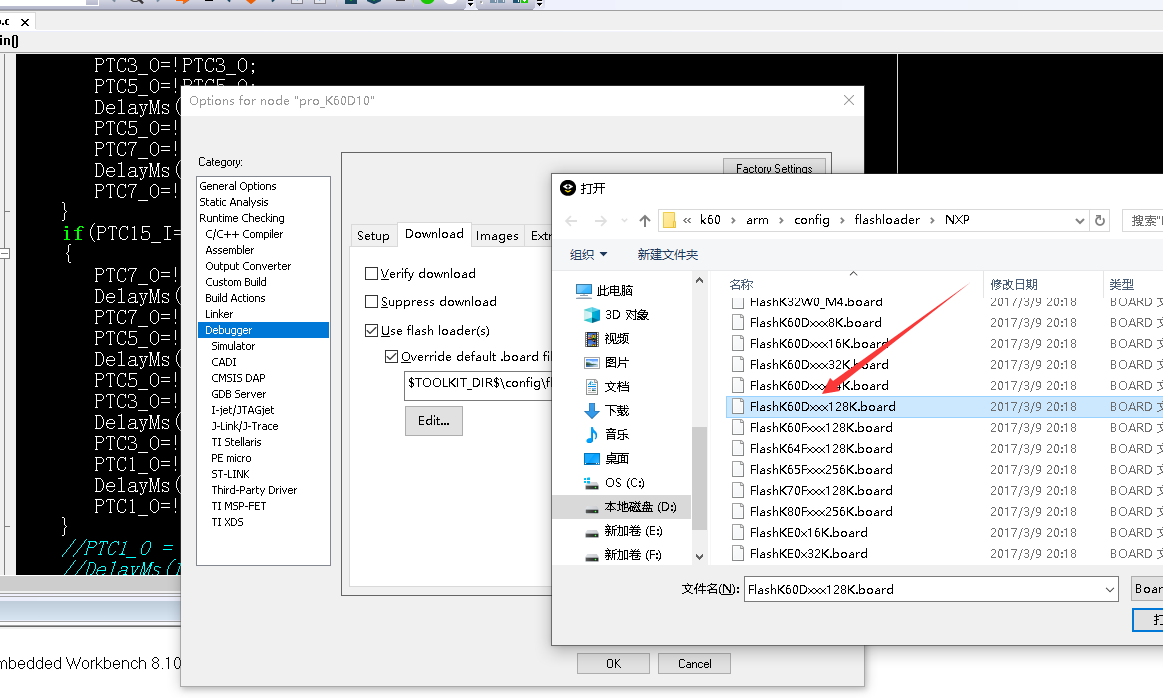 .c ×
in()
PTC3_O=!PTC3_O;
PTC5_O=!PTC5_O;
DelayMs(
PTC5_O=!
PTC7_O=!
DelayMs(
PTC7_O=!
}
if(PTC15_I=
{
PTC7_O=!
DelayMs(
PTC7_O=!
PTC5_O=!
DelayMs(
PTC5_O=!
PTC3_O=!
DelayMs(
PTC3_O=!
PTC1_O=!
DelayMs(
PTC1_O=!
}
//PTC1_O =
//DelayMs(
mbedded Workbench 8.10
Options for node "pro_K60D10"
Category:
General Options
Static Analysis
Runtime Checking
C/C++ Compiler
Assembler
Output Converter
Custom Build
Build Actions
Linker
Debugger
Simulator
CADI
CMSIS DAP
GDB Server
I-jet/JTAGjet
J-Link/J-Trace
TI Stellaris
PE micro
ST-LINK
Third-Party Driver
TI MSP-FET
TI XDS
Factory Settings
Setup Download Images Extr
Verify download
Suppress download
Use flash loader(s)
Override default .board fil
$TOOLKIT_DIR$\config\fl
Edit...
OK Cancel
打开
« k60 › arm › config › flashloader › NXP
搜索"
组织 新建文件夹
此电脑
3D 对象
视频
图片
文档
下载
音乐
桌面
OS (C:)
本地磁盘 (D:)
新加卷 (E:)
新加卷 (F:)
名称 修改日期 类型
FlashK32W0_M4.board 2017/3/9 20:18 BOARD 文
FlashK60Dxxx8K.board 2017/3/9 20:18 BOARD 文
FlashK60Dxxx16K.board 2017/3/9 20:18 BOARD 文
FlashK60Dxxx32K.board 2017/3/9 20:18 BOARD 文
FlashK60Dxxx4K.board 2017/3/9 20:18 BOARD 文
FlashK60Dxxx128K.board 2017/3/9 20:18 BOARD 文
FlashK60Fxxx128K.board 2017/3/9 20:18 BOARD 文
FlashK64Fxxx128K.board 2017/3/9 20:18 BOARD 文
FlashK65Fxxx256K.board 2017/3/9 20:18 BOARD 文
FlashK70Fxxx128K.board 2017/3/9 20:18 BOARD 文
FlashK80Fxxx256K.board 2017/3/9 20:18 BOARD 文
FlashKE0x16K.board 2017/3/9 20:18 BOARD 文
FlashKE0x32K.board 2017/3/9 20:18 BOARD 文
文件名(N): FlashK60Dxxx128K.board
Boar
打